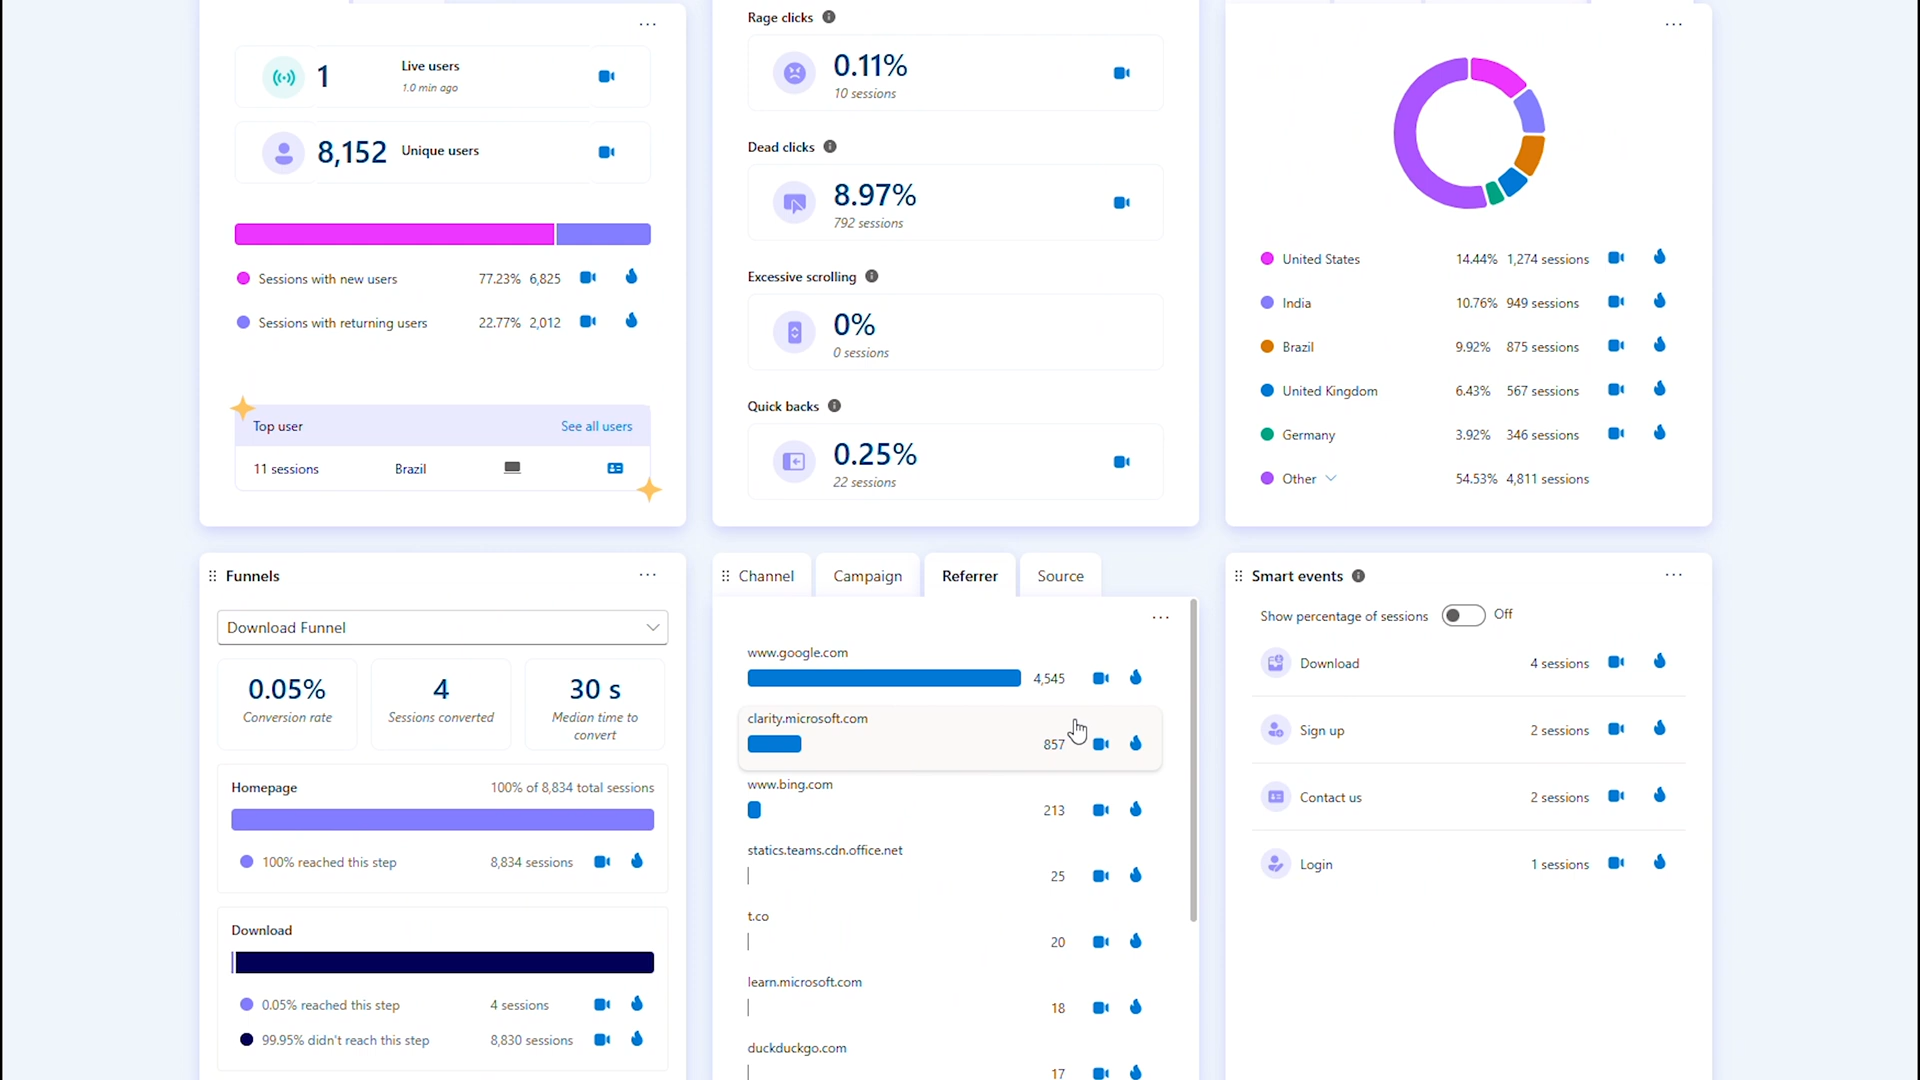 1
Live users
1.0 min ago
8,152
Unique users
Sessions with new users 77.23% 6,825
Sessions with returning users 22.77% 2,012
Top user See all users
11 sessions Brazil
Rage clicks
0.11%
10 sessions
Dead clicks
8.97%
792 sessions
Excessive scrolling
0%
0 sessions
Quick backs
0.25%
22 sessions
United States 14.44% 1,274 sessions
India 10.76% 949 sessions
Brazil 9.92% 875 sessions
United Kingdom 6.43% 567 sessions
Germany 3.92% 346 sessions
Other 54.53% 4,811 sessions
Funnels
Download Funnel
0.05%
Conversion rate
4
Sessions converted
30 s
Median time to
convert
Homepage 100% of 8,834 total sessions
100% reached this step 8,834 sessions
Download
0.05% reached this step 4 sessions
99.95% didn't reach this step 8,830 sessions
Channel Campaign Referrer Source
www.google.com
4,545
clarity.microsoft.com
857
www.bing.com
213
statics.teams.cdn.office.net
25
t.co
20
learn.microsoft.com
18
duckduckgo.com
17
Smart events
Show percentage of sessions Off
Download 4 sessions
Sign up 2 sessions
Contact us 2 sessions
Login 1 sessions